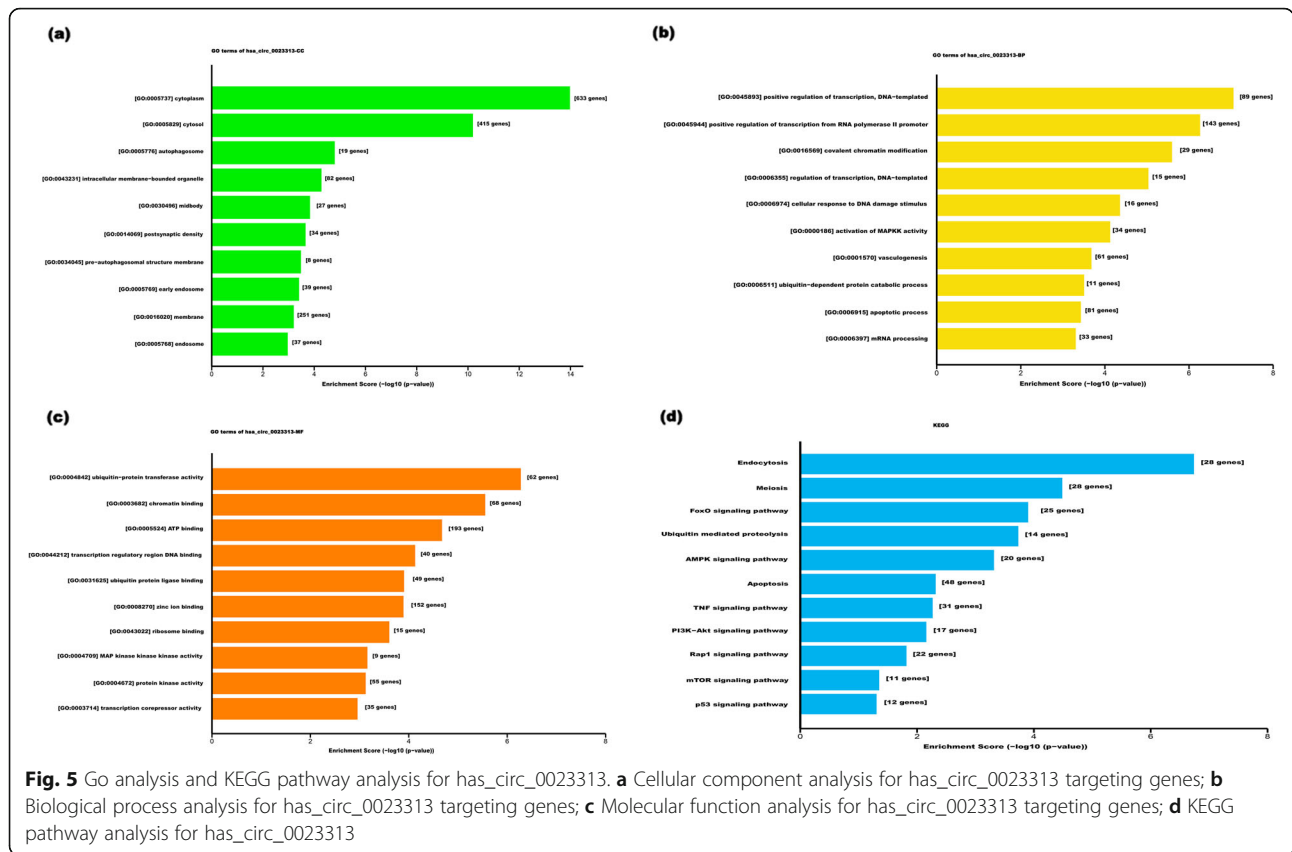 (a)
GO terms of hsa_circ_0023313-CC
[GO:0005737] cytoplasm [633 genes]
[GO:0005829] cytosol [415 genes]
[GO:0005776] autophagosome [19 genes]
[GO:0043231] intracellular membrane-bounded organelle [82 genes]
[GO:0030496] midbody [27 genes]
[GO:0014069] postsynaptic density [34 genes]
[GO:0034045] pre-autophagosomal structure membrane [8 genes]
[GO:0005769] early endosome [39 genes]
[GO:0016020] membrane [251 genes]
[GO:0005768] endosome [37 genes]
0 2 4 6 8 10 12 14
Enrichment Score (-log10 (p-value))
(b)
GO terms of hsa_circ_0023313-BP
[GO:0045893] positive regulation of transcription, DNA-templated [89 genes]
[GO:0045944] positive regulation of transcription from RNA polymerase II promoter [143 genes]
[GO:0016569] covalent chromatin modification [29 genes]
[GO:0006355] regulation of transcription, DNA-templated [15 genes]
[GO:0006974] cellular response to DNA damage stimulus [16 genes]
[GO:0000186] activation of MAPKK activity [34 genes]
[GO:0001570] vasculogenesis [61 genes]
[GO:0006511] ubiquitin-dependent protein catabolic process [11 genes]
[GO:0006915] apoptotic process [81 genes]
[GO:0006397] mRNA processing [33 genes]
0 2 4 6 8
Enrichment Score (-log10 (p-value))
(c)
GO terms of hsa_circ_0023313-MF
[GO:0004842] ubiquitin-protein transferase activity [62 genes]
[GO:0003682] chromatin binding [58 genes]
[GO:0005524] ATP binding [193 genes]
[GO:0044212] transcription regulatory region DNA binding [40 genes]
[GO:0031625] ubiquitin protein ligase binding [49 genes]
[GO:0008270] zinc ion binding [152 genes]
[GO:0043022] ribosome binding [15 genes]
[GO:0004709] MAP kinase kinase kinase activity [9 genes]
[GO:0004672] protein kinase activity [55 genes]
[GO:0003714] transcription corepressor activity [35 genes]
0 2 4 6 8
Enrichment Score (-log10 (p-value))
(d)
KEGG
Endocytosis [28 genes]
Meiosis [28 genes]
FoxO signaling pathway [25 genes]
Ubiquitin mediated proteolysis [14 genes]
AMPK signaling pathway [20 genes]
Apoptosis [48 genes]
TNF signaling pathway [31 genes]
PI3K-Akt signaling pathway [17 genes]
Rap1 signaling pathway [22 genes]
mTOR signaling pathway [11 genes]
p53 signaling pathway [12 genes]
0 2 4 6 8
Enrichment Score (-log10 (p-value))
Fig. 5 Go analysis and KEGG pathway analysis for has_circ_0023313. a Cellular component analysis for has_circ_0023313 targeting genes; b
Biological process analysis for has_circ_0023313 targeting genes; c Molecular function analysis for has_circ_0023313 targeting genes; d KEGG
pathway analysis for has_circ_0023313